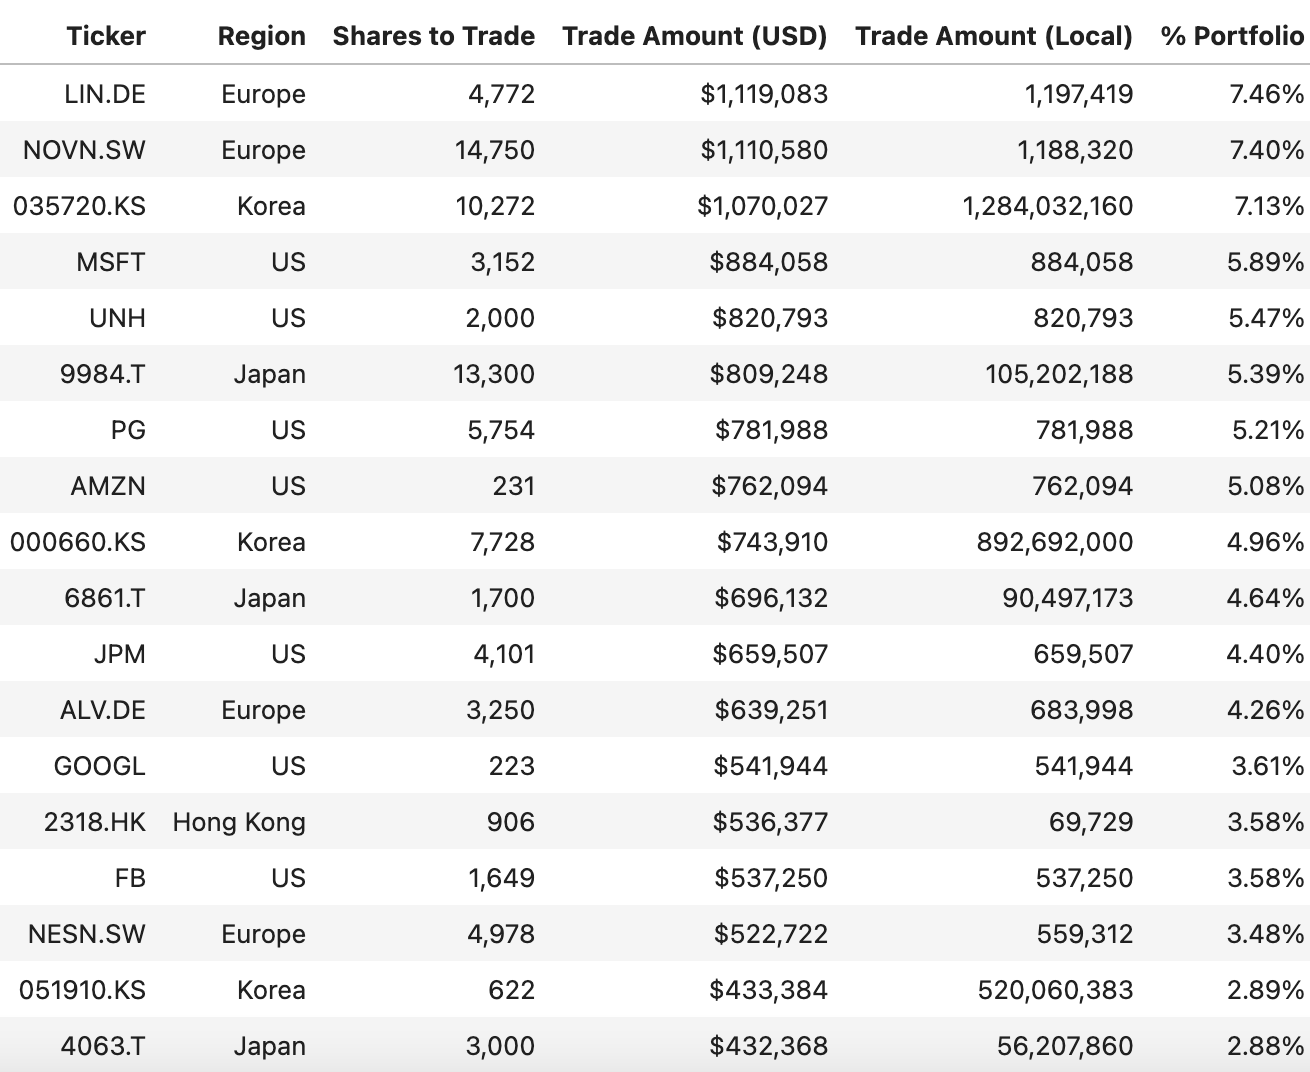 Ticker Region Shares to Trade Trade Amount (USD) Trade Amount (Local) % Portfolio
LIN.DE Europe 4,772 $1,119,083 1,197,419 7.46%
NOVN.SW Europe 14,750 $1,110,580 1,188,320 7.40%
035720.KS Korea 10,272 $1,070,027 1,284,032,160 7.13%
MSFT US 3,152 $884,058 884,058 5.89%
UNH US 2,000 $820,793 820,793 5.47%
9984.T Japan 13,300 $809,248 105,202,188 5.39%
PG US 5,754 $781,988 781,988 5.21%
AMZN US 231 $762,094 762,094 5.08%
000660.KS Korea 7,728 $743,910 892,692,000 4.96%
6861.T Japan 1,700 $696,132 90,497,173 4.64%
JPM US 4,101 $659,507 659,507 4.40%
ALV.DE Europe 3,250 $639,251 683,998 4.26%
GOOGL US 223 $541,944 541,944 3.61%
2318.HK Hong Kong 906 $536,377 69,729 3.58%
FB US 1,649 $537,250 537,250 3.58%
NESN.SW Europe 4,978 $522,722 559,312 3.48%
051910.KS Korea 622 $433,384 520,060,383 2.89%
4063.T Japan 3,000 $432,368 56,207,860 2.88%